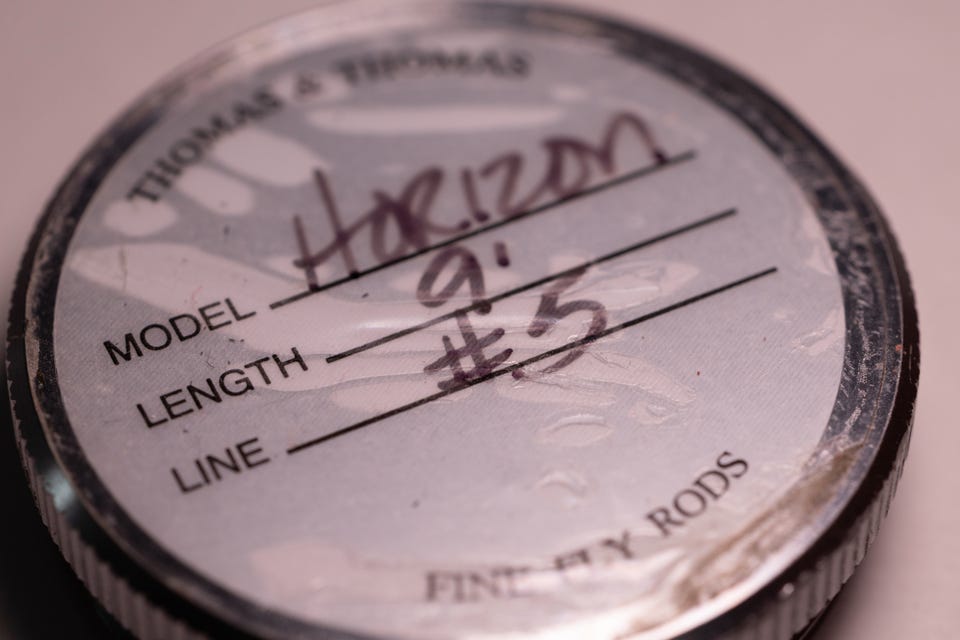 THOMAS & THOMAS
MODEL HORIZON
LENGTH 9'
LINE #5
FINE FLY RODS